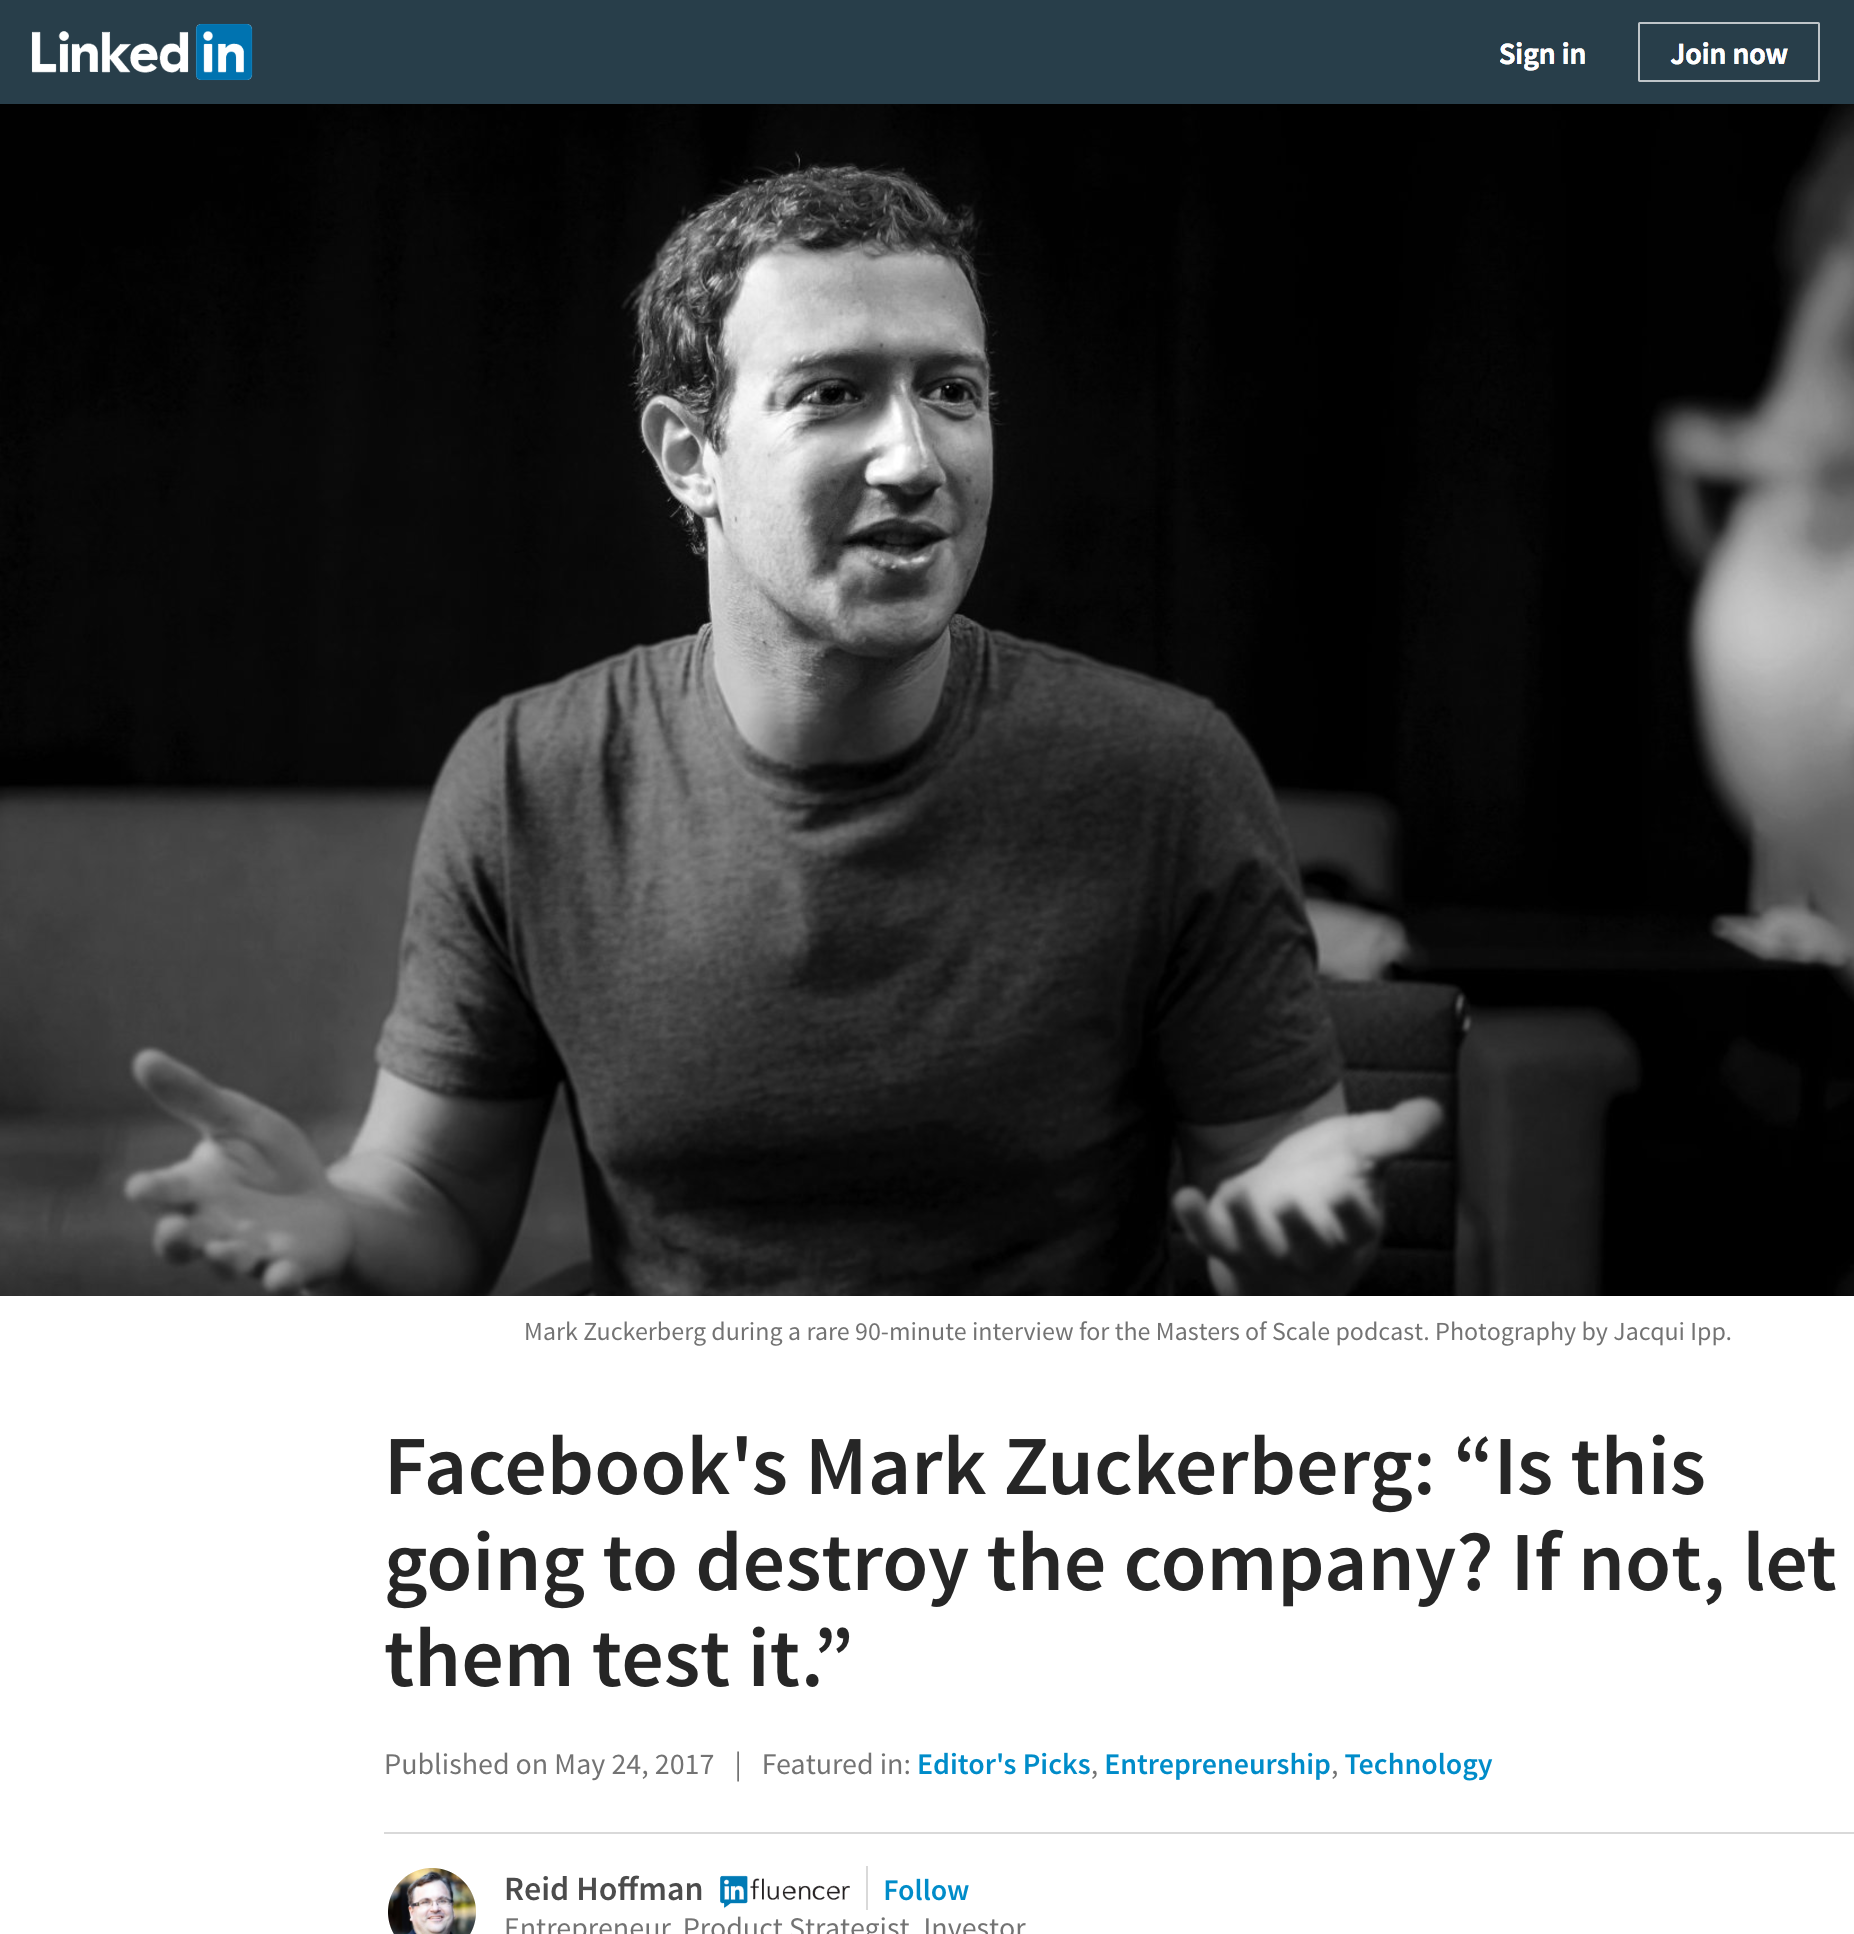 Linked in
Sign in
Join now
Mark Zuckerberg during a rare 90-minute interview for the Masters of Scale podcast. Photography by Jacqui Ipp.
Facebook's Mark Zuckerberg: “Is this
going to destroy the company? If not, let
them test it.”
Published on May 24, 2017 | Featured in: Editor's Picks, Entrepreneurship, Technology
Reid Hoffman influencer Follow
Entrepreneur. Product Strategist. Investor